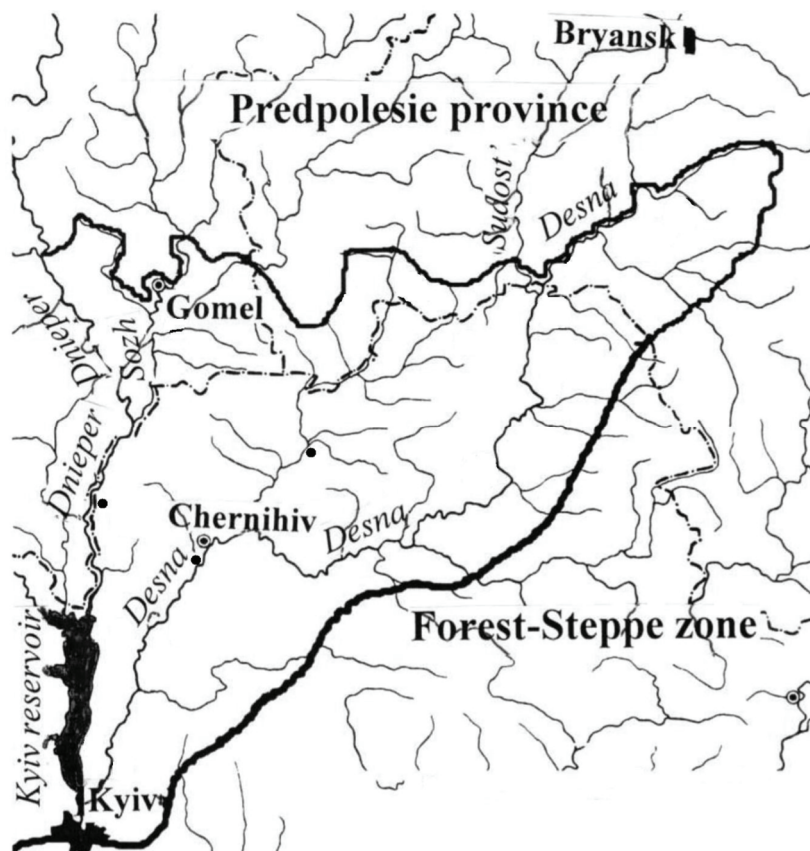 Bryansk
Predpolesie province
Sudost'
Desna
Dnieper
Gomel
Sozh
Dnieper
Chernihiv
Desna
Desna
Forest-Steppe zone
Kyiv reservoir
Kyiv